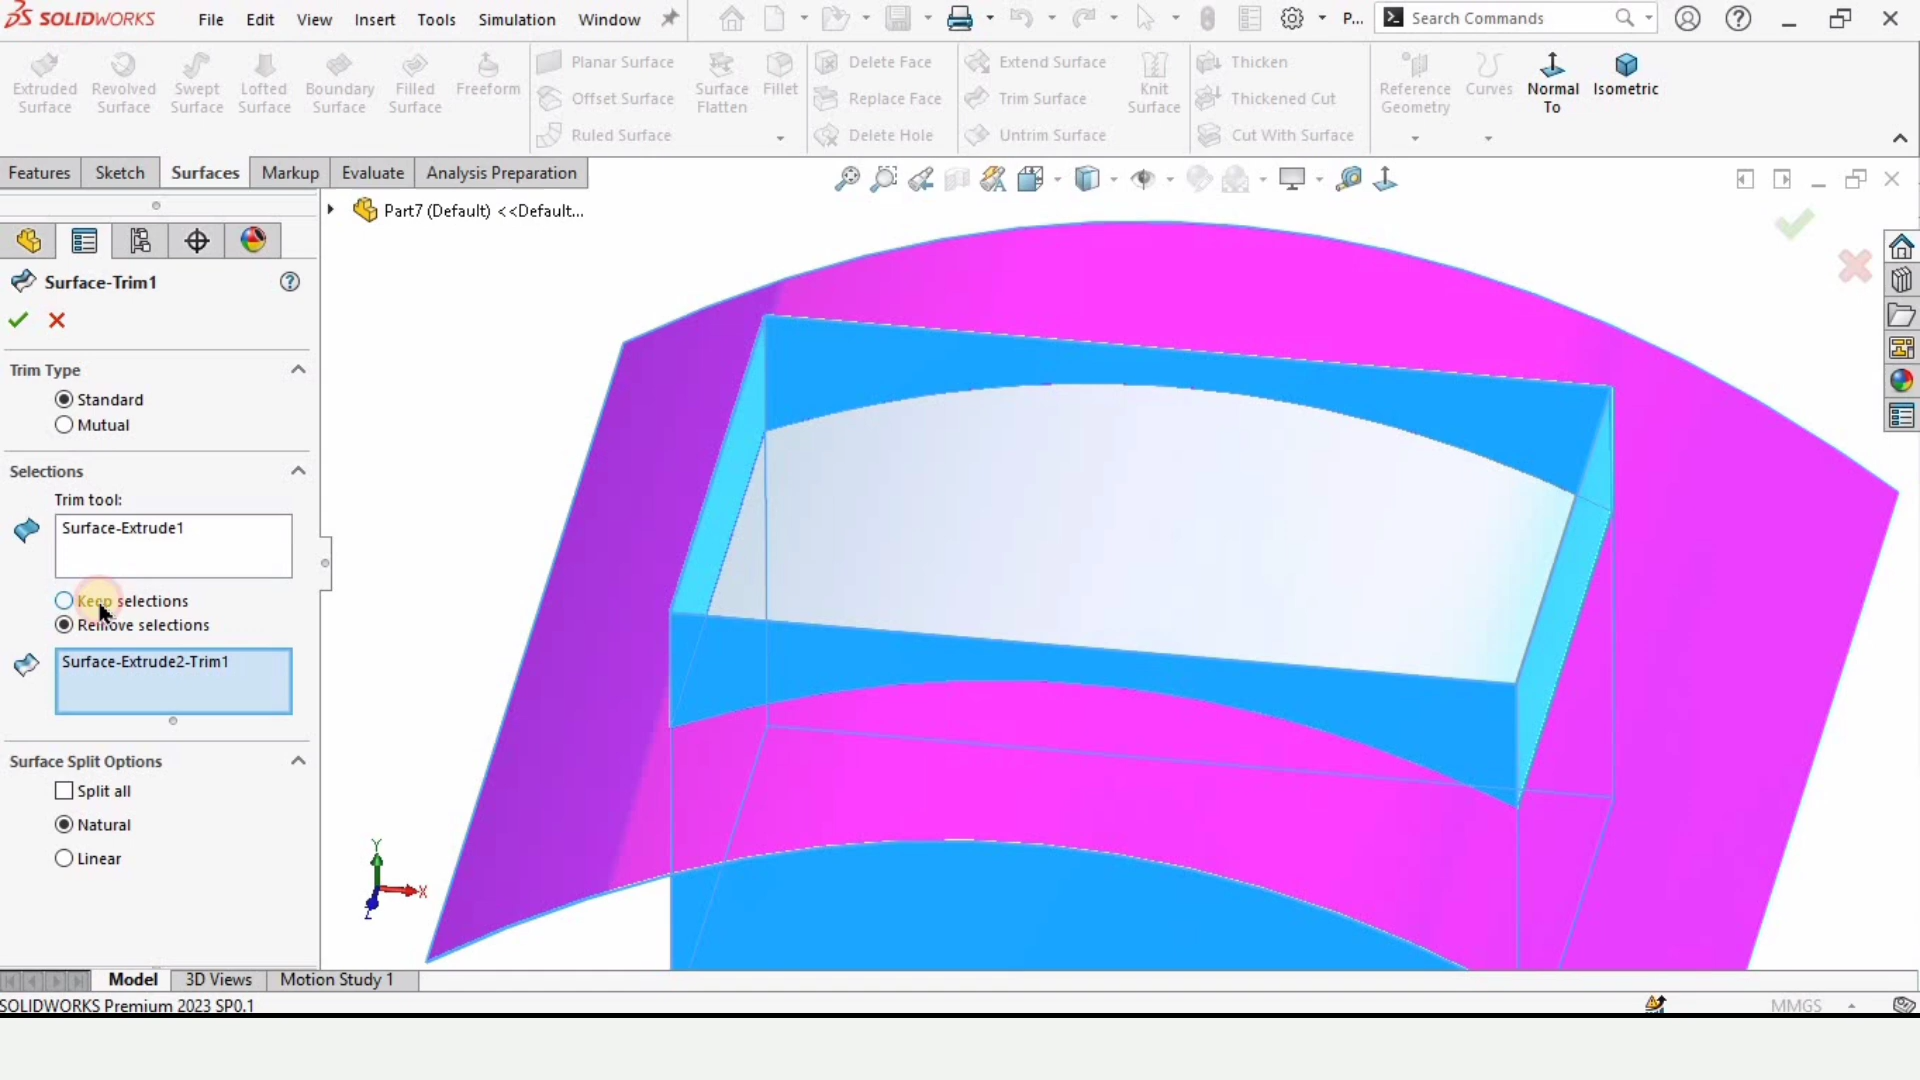 SOLIDWORKS File Edit View Insert Tools Simulation Window P... Search Commands
Extruded Surface
Revolved Surface
Swept Surface
Lofted Surface
Boundary Surface
Filled Surface
Freeform
Planar Surface
Offset Surface
Ruled Surface
Surface Flatten
Fillet
Delete Face
Replace Face
Delete Hole
Extend Surface
Trim Surface
Untrim Surface
Knit Surface
Thicken
Thickened Cut
Cut With Surface
Reference Geometry
Curves
Normal To
Isometric
Features Sketch Surfaces Markup Evaluate Analysis Preparation
Part7 (Default) <<Default...
Surface-Trim1
Trim Type
Standard
Mutual
Selections
Trim tool:
Surface-Extrude1
Keep selections
Remove selections
Surface-Extrude2-Trim1
Surface Split Options
Split all
Natural
Linear
Y
X
Z
Model 3D Views Motion Study 1
SOLIDWORKS Premium 2023 SP0.1 MMGS